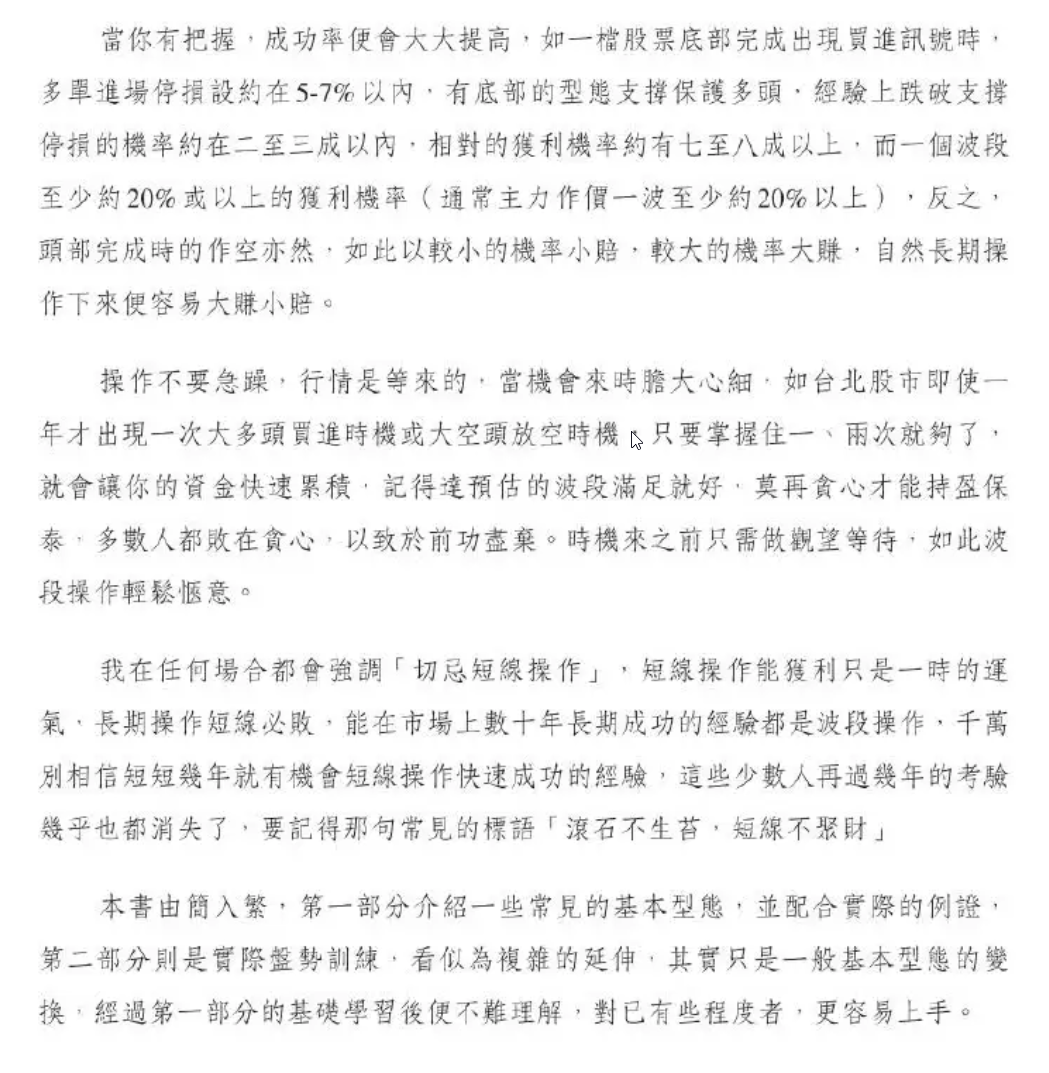 當你有把握，成功率便會大大提高，如一檔股票底部完成出現買進訊號時，
多單進場停損設約在5-7%以內，有底部的型態支撐保護多頭，經驗上跌破支撐
停損的機率約在二至三成以內，相對的獲利機率約有七至八成以上，而一個波段
至少約20%或以上的獲利機率（通常主力作價一波至少約20%以上），反之，
頭部完成時的作空亦然，如此以較小的機率小賠，較大的機率大賺，自然長期操
作下來便容易大賺小賠。
操作不要急躁，行情是等來的，當機會來時膽大心細，如台北股市即使一
年才出現一次大多頭買進時機或大空頭放空時機，只要掌握住一、兩次就夠了，
就會讓你的資金快速累積，記得達預估的波段滿足就好，莫再貪心才能持盈保
泰，多數人都敗在貪心，以致於前功盡棄。時機來之前只需做觀望等待，如此波
段操作輕鬆愜意。
我在任何場合都會強調「切忌短線操作」，短線操作能獲利只是一時的運
氣，長期操作短線必敗，能在市場上數十年長期成功的經驗都是波段操作，千萬
別相信短短幾年就有機會短線操作快速成功的經驗，這些少數人再過幾年的考驗
幾乎也都消失了，要記得那句常見的標語「滾石不生苔，短線不聚財」
本書由簡入繁，第一部分介紹一些常見的基本型態，並配合實際的例證，
第二部分則是實際盤勢訓練，看似為複雜的延伸，其實只是一般基本型態的變
換，經過第一部分的基礎學習後便不難理解，對已有些程度者，更容易上手。